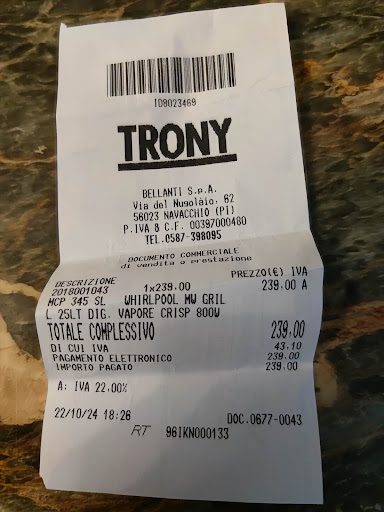 ID8023469
TRONY
BELLANTI S.p.A.
Via del Nugolaio, 62
56023 NAVACCHIO (PI)
P.IVA & C.F. 00397000460
TEL.0587-398095
DOCUMENTO COMMERCIALE
di vendita o prestazione
DESCRIZIONE PREZZO(€) IVA
2018001043 1x239.00 239,00 A
MCP 345 SL WHIRLPOOL MW GRIL
L 25LT DIG. VAPORE CRISP 800W
TOTALE COMPLESSIVO 239,00
DI CUI IVA 43,10
PAGAMENTO ELETTRONICO 239,00
IMPORTO PAGATO 239,00
A: IVA 22,00%
22/10/24 18:26 DOC.0677-0043
RT 96IKN000133